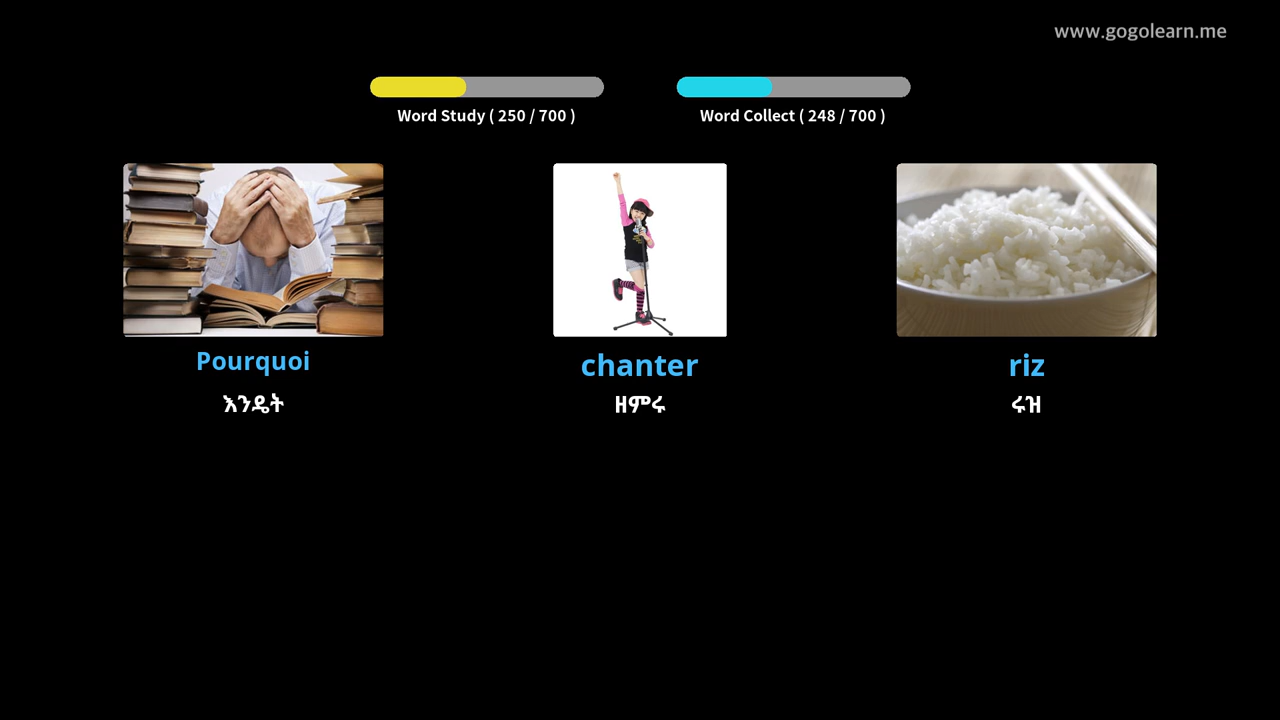 www.gogolearn.me
Word Study ( 250 / 700 )
Word Collect ( 248 / 700 )
Pourquoi
እንዴት
chanter
ዘምሩ
riz
ሩዝ